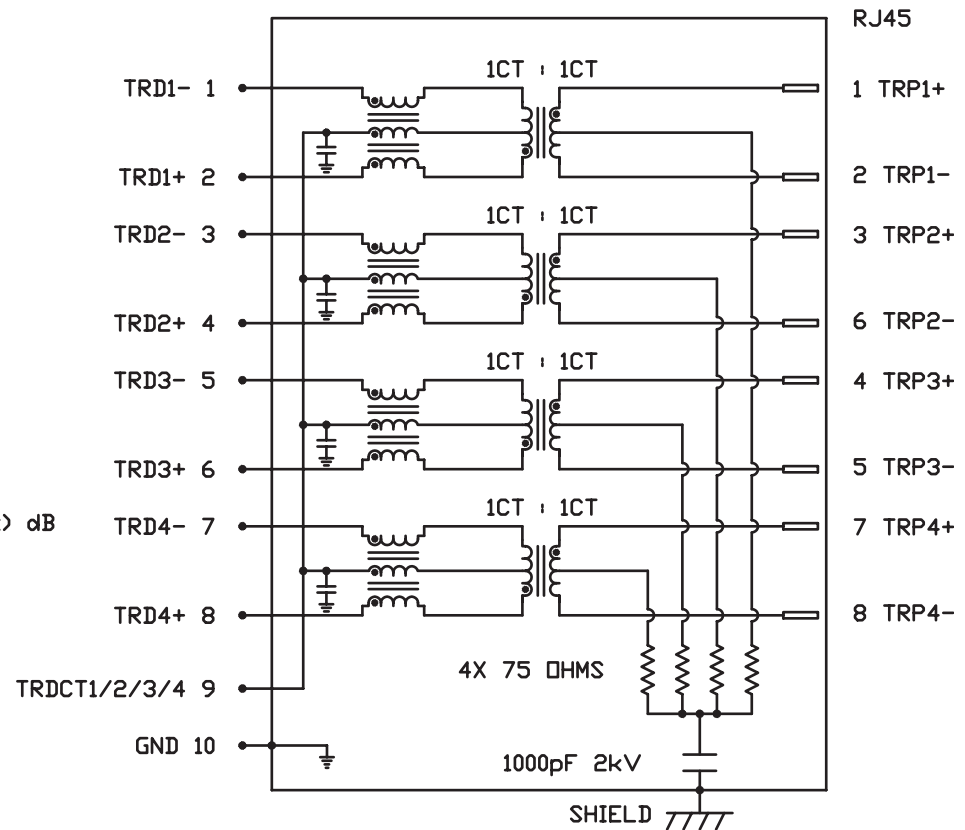 RJ45
1CT : 1CT
TRD1- 1
1 TRP1+
TRD1+ 2
2 TRP1-
1CT : 1CT
TRD2- 3
3 TRP2+
TRD2+ 4
6 TRP2-
1CT : 1CT
TRD3- 5
4 TRP3+
TRD3+ 6
5 TRP3-
1CT : 1CT
) dB
TRD4- 7
7 TRP4+
TRD4+ 8
8 TRP4-
4X 75 OHMS
TRDCT1/2/3/4 9
GND 10
1000pF 2kV
SHIELD